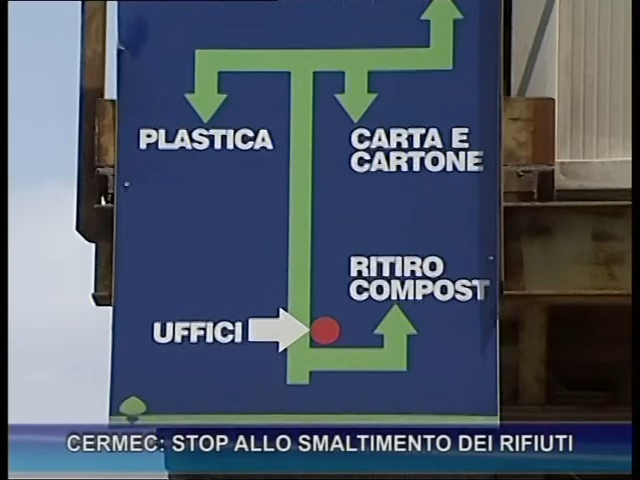 PLASTICA
CARTA E
CARTONE
RITIRO
COMPOST
UFFICI
CERMEC: STOP ALLO SMALTIMENTO DEI RIFIUTI